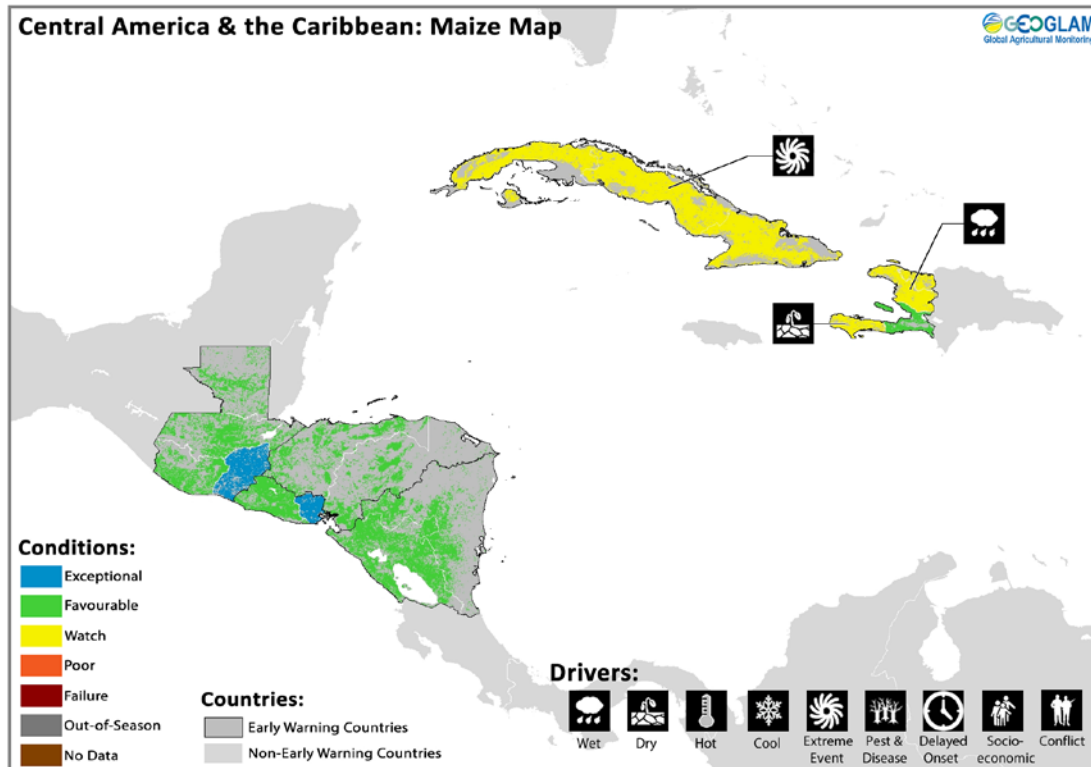 Central America & the Caribbean: Maize Map
GEOGLAM
Global Agricultural Monitoring
Conditions:
Exceptional
Favourable
Watch
Poor
Failure
Out-of-Season
No Data
Countries:
Early Warning Countries
Non-Early Warning Countries
Drivers:
Wet
Dry
Hot
Cool
Extreme
Event
Pest &
Disease
Delayed
Onset
Socio-
economic
Conflict